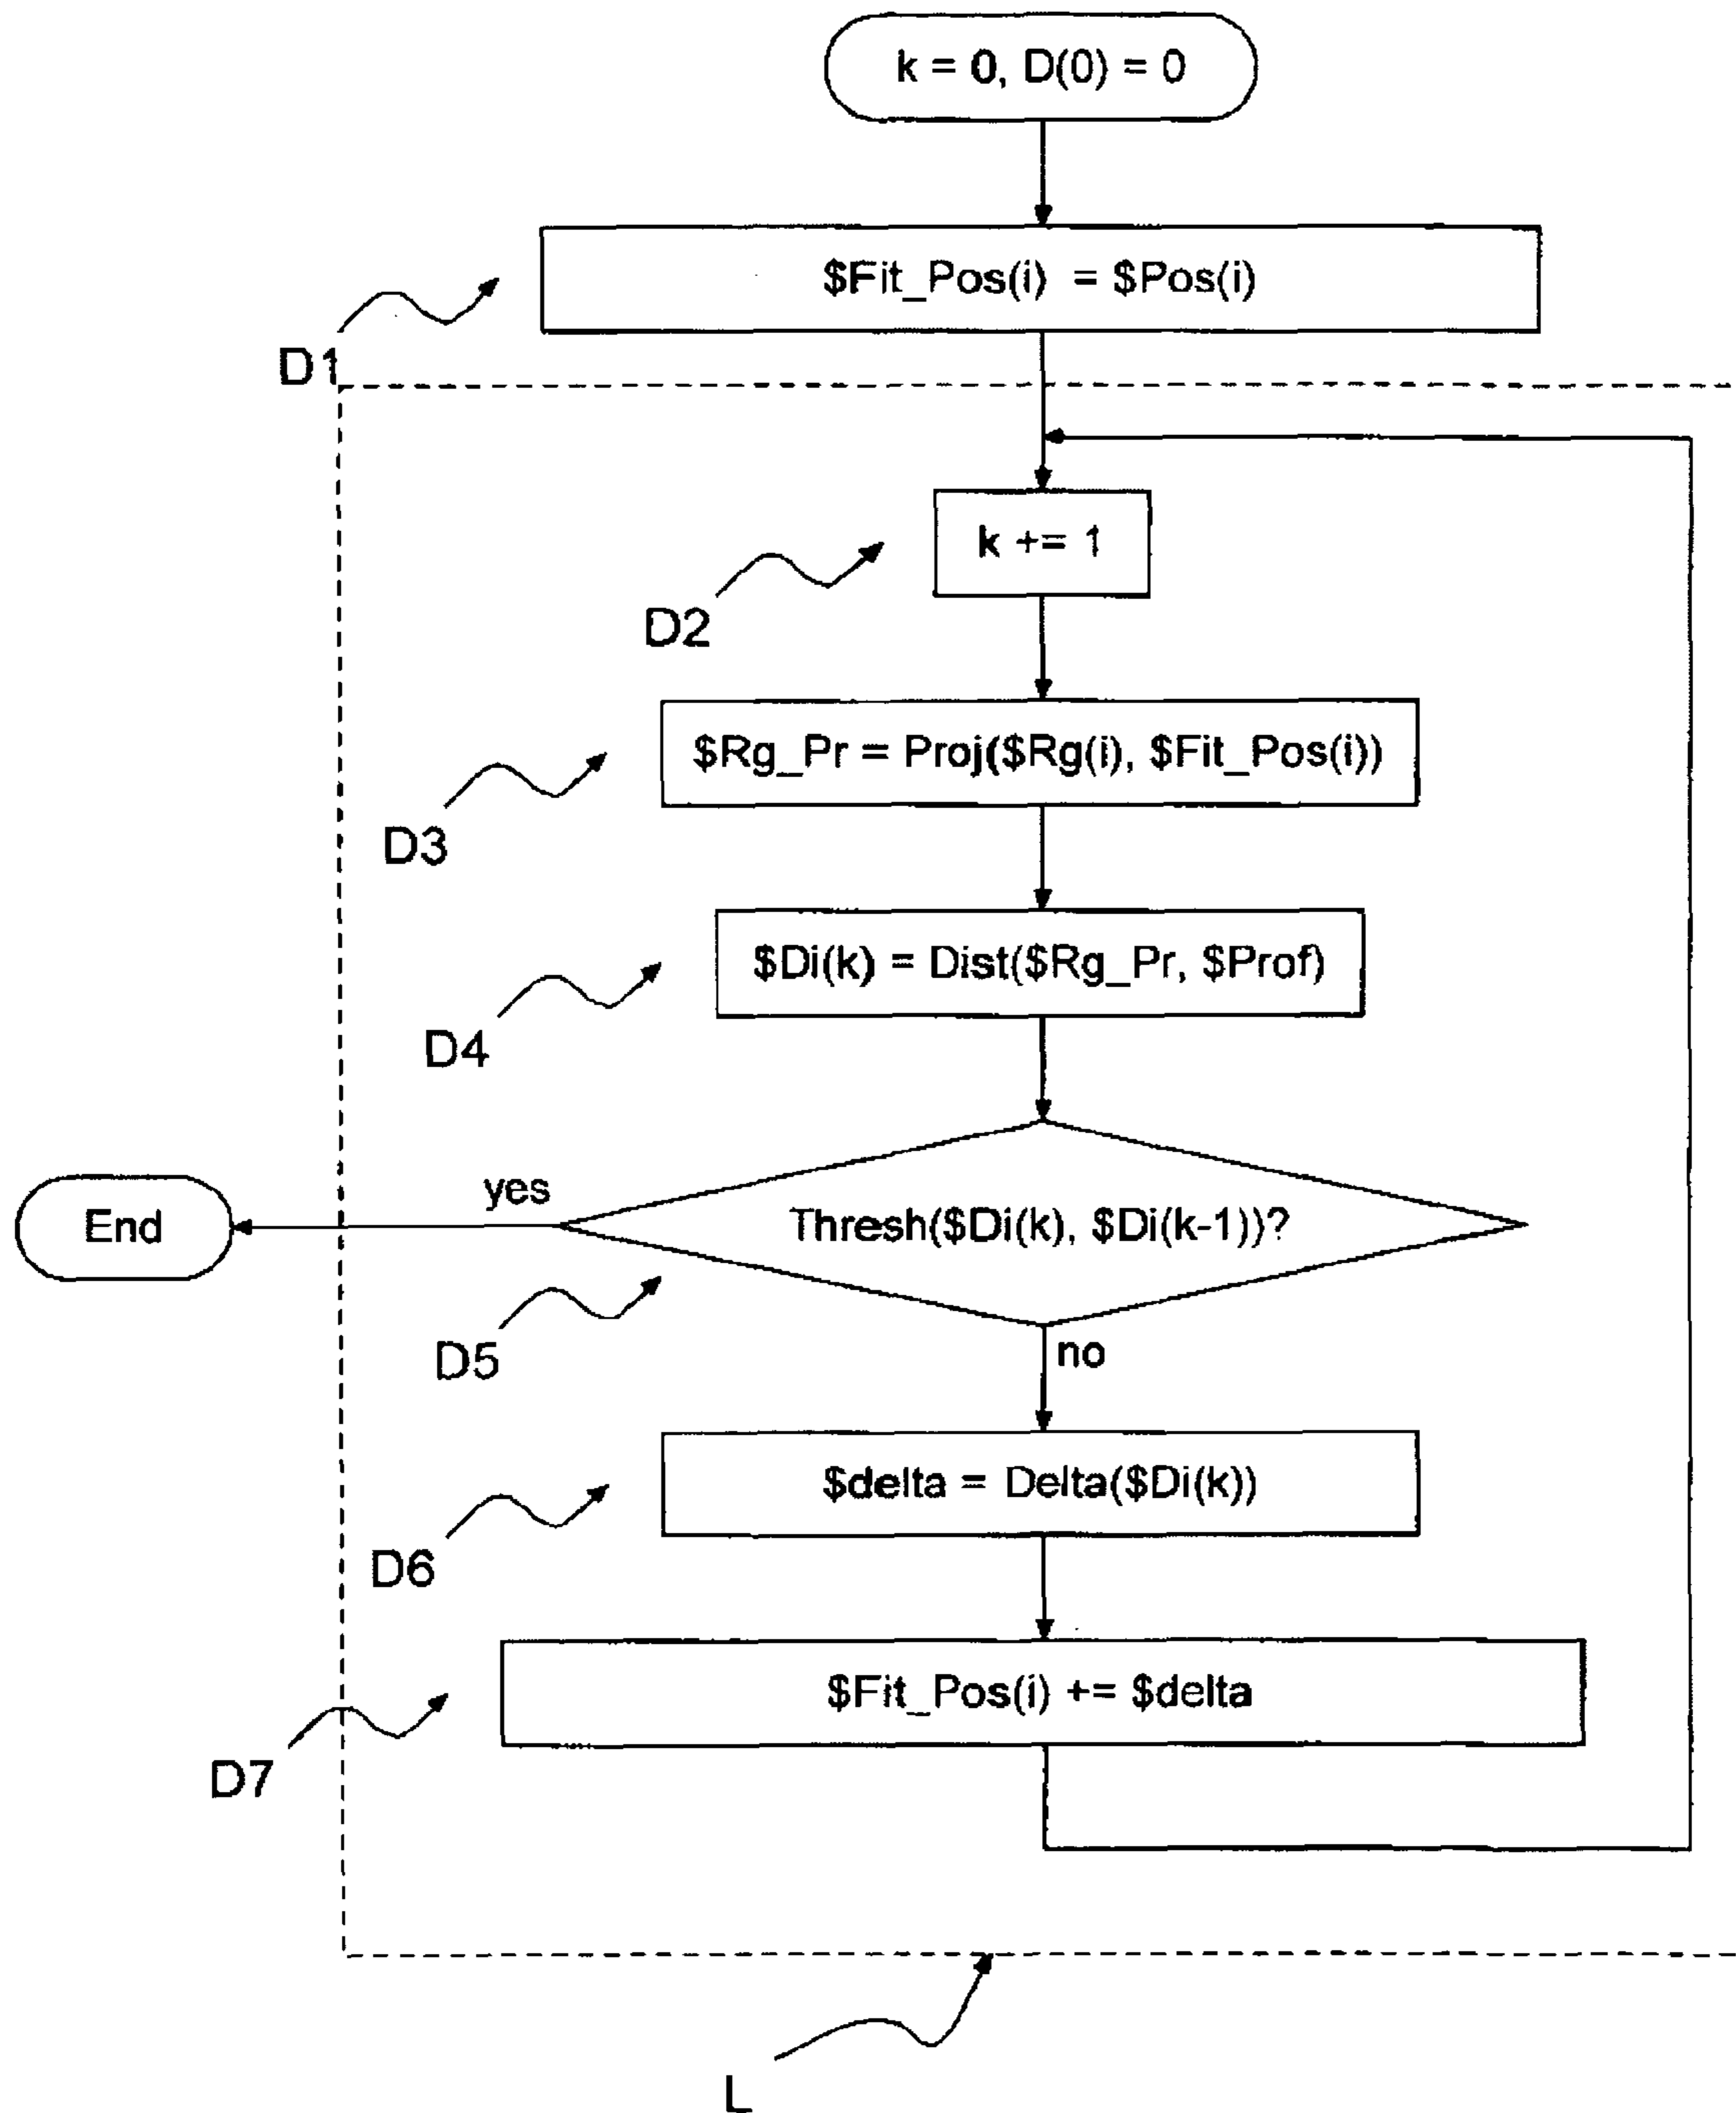 k = 0, D(0) = 0
$Fit_Pos(i) = $Pos(i)
D1
k += 1
D2
$Rg_Pr = Proj($Rg(i), $Fit_Pos(i))
D3
$Di(k) = Dist($Rg_Pr, $Prof)
D4
yes
End
Thresh($Di(k), $Di(k-1))?
D5
no
$delta = Delta($Di(k))
D6
$Fit_Pos(i) += $delta
D7
L